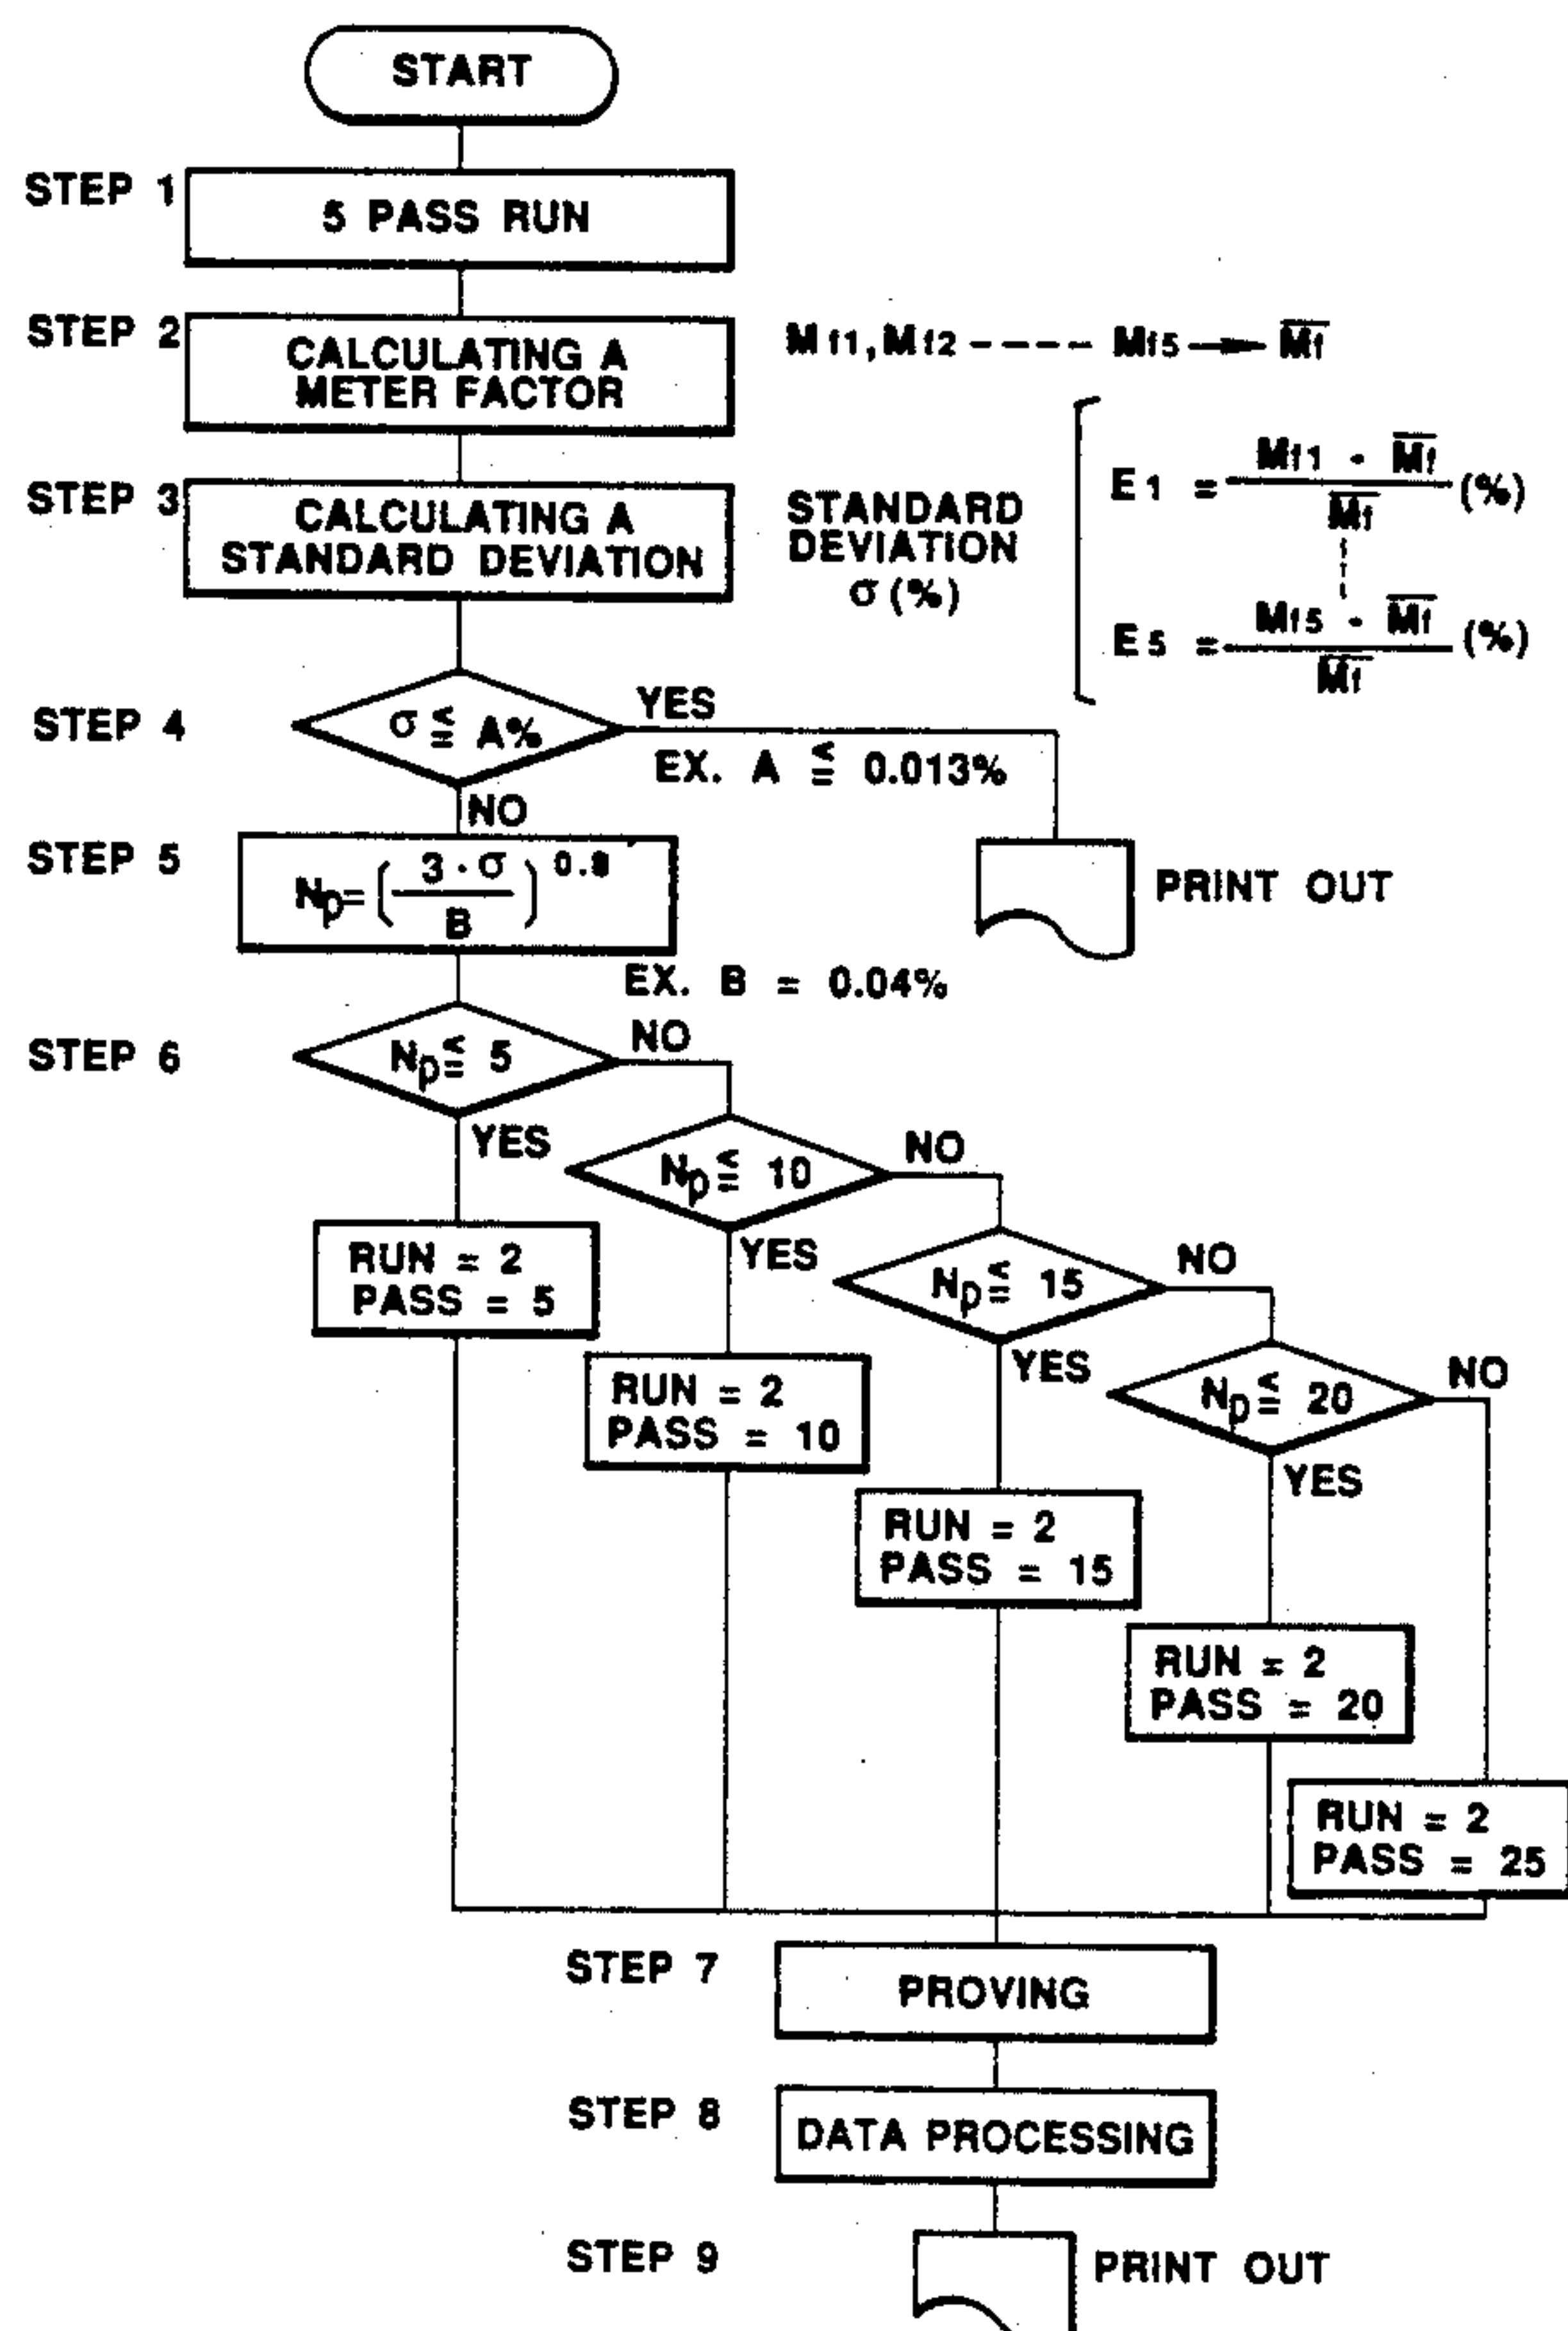 START
STEP 1
5 PASS RUN
STEP 2
CALCULATING A
METER FACTOR
Mf1, Mf2 ---- Mf5 → M̅f̅
STEP 3
CALCULATING A
STANDARD DEVIATION
STANDARD
DEVIATION
σ (%)
E1 = (Mf1 - M̅f̅) / M̅f̅ (%)
E5 = (Mf5 - M̅f̅) / M̅f̅ (%)
STEP 4
σ ≦ A%
YES
EX. A ≦ 0.013%
NO
PRINT OUT
STEP 5
Np = (3・σ / B)
EX. B = 0.04%
STEP 6
Np ≦ 5
NO
YES
Np ≦ 10
NO
YES
RUN = 2
PASS = 5
Np ≦ 15
NO
YES
RUN = 2
PASS = 10
Np ≦ 20
NO
YES
RUN = 2
PASS = 15
RUN = 2
PASS = 20
RUN = 2
PASS = 25
STEP 7
PROVING
STEP 8
DATA PROCESSING
STEP 9
PRINT OUT